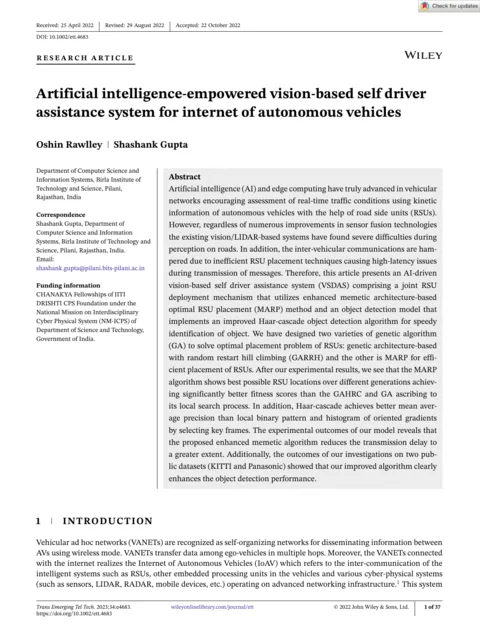 Check for updates
Received: 25 April 2022 | Revised: 29 August 2022 | Accepted: 22 October 2022
DOI: 10.1002/ett.4683
RESEARCH ARTICLE
WILEY
Artificial intelligence-empowered vision-based self driver
assistance system for internet of autonomous vehicles
Oshin Rawlley | Shashank Gupta
Department of Computer Science and
Information Systems, Birla Institute of
Technology and Science, Pilani,
Rajasthan, India
Correspondence
Shashank Gupta, Department of
Computer Science and Information
Systems, Birla Institute of Technology and
Science, Pilani, Rajasthan, India.
Email:
shashank.gupta@pilani.bits-pilani.ac.in
Funding information
CHANAKYA Fellowships of IITI
DRISHTI CPS Foundation under the
National Mission on Interdisciplinary
Cyber Physical System (NM-ICPS) of
Department of Science and Technology,
Government of India.
Abstract
Artificial intelligence (AI) and edge computing have truly advanced in vehicular
networks encouraging assessment of real-time traffic conditions using kinetic
information of autonomous vehicles with the help of road side units (RSUs).
However, regardless of numerous improvements in sensor fusion technologies
the existing vision/LIDAR-based systems have found severe difficulties during
perception on roads. In addition, the inter-vehicular communications are ham-
pered due to inefficient RSU placement techniques causing high-latency issues
during transmission of messages. Therefore, this article presents an AI-driven
vision-based self driver assistance system (VSDAS) comprising a joint RSU
deployment mechanism that utilizes enhanced memetic architecture-based
optimal RSU placement (MARP) method and an object detection model that
implements an improved Haar-cascade object detection algorithm for speedy
identification of object. We have designed two varieties of genetic algorithm
(GA) to solve optimal placement problem of RSUs: genetic architecture-based
with random restart hill climbing (GARRH) and the other is MARP for effi-
cient placement of RSUs. After our experimental results, we see that the MARP
algorithm shows best possible RSU locations over different generations achiev-
ing significantly better fitness scores than the GAHRC and GA ascribing to
its local search process. In addition, Haar-cascade achieves better mean aver-
age precision than local binary pattern and histogram of oriented gradients
by selecting key frames. The experimental outcomes of our model reveals that
the proposed enhanced memetic algorithm reduces the transmission delay to
a greater extent. Additionally, the outcomes of our investigations on two pub-
lic datasets (KITTI and Panasonic) showed that our improved algorithm clearly
enhances the object detection performance.
1 | INTRODUCTION
Vehicular ad hoc networks (VANETs) are recognized as self-organizing networks for disseminating information between
AVs using wireless mode. VANETs transfer data among ego-vehicles in multiple hops. Moreover, the VANETs connected
with the internet realizes the Internet of Autonomous Vehicles (IoAV) which refers to the inter-communication of the
intelligent systems such as RSUs, other embedded processing units in the vehicles and various cyber-physical systems
(such as sensors, LIDAR, RADAR, mobile devices, etc.) operating on advanced networking infrastructure.1 This system
Trans Emerging Tel Tech. 2023;34:e4683.
https://doi.org/10.1002/ett.4683
wileyonlinelibrary.com/journal/ett
© 2022 John Wiley & Sons, Ltd. | 1 of 37